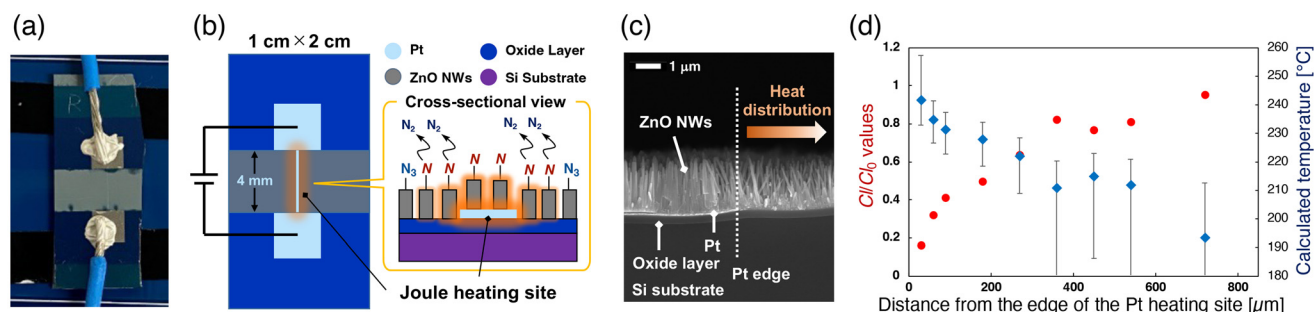 (a)
R
(b)
1 cm × 2 cm
Pt
Oxide Layer
ZnO NWs
Si Substrate
Cross-sectional view
N2 N2 N2 N2
N3 N N N N N N N3
4 mm
Joule heating site
(c)
1 μm
Heat
distribution
ZnO NWs
Pt
Oxide layer
Pt edge
Si substrate
(d)
1.2
1
0.8
0.6
0.4
0.2
0
CI/CI0 values
260
250
240
230
220
210
200
190
180
Calculated temperature [°C]
0 200 400 600 800
Distance from the edge of the Pt heating site [μm]